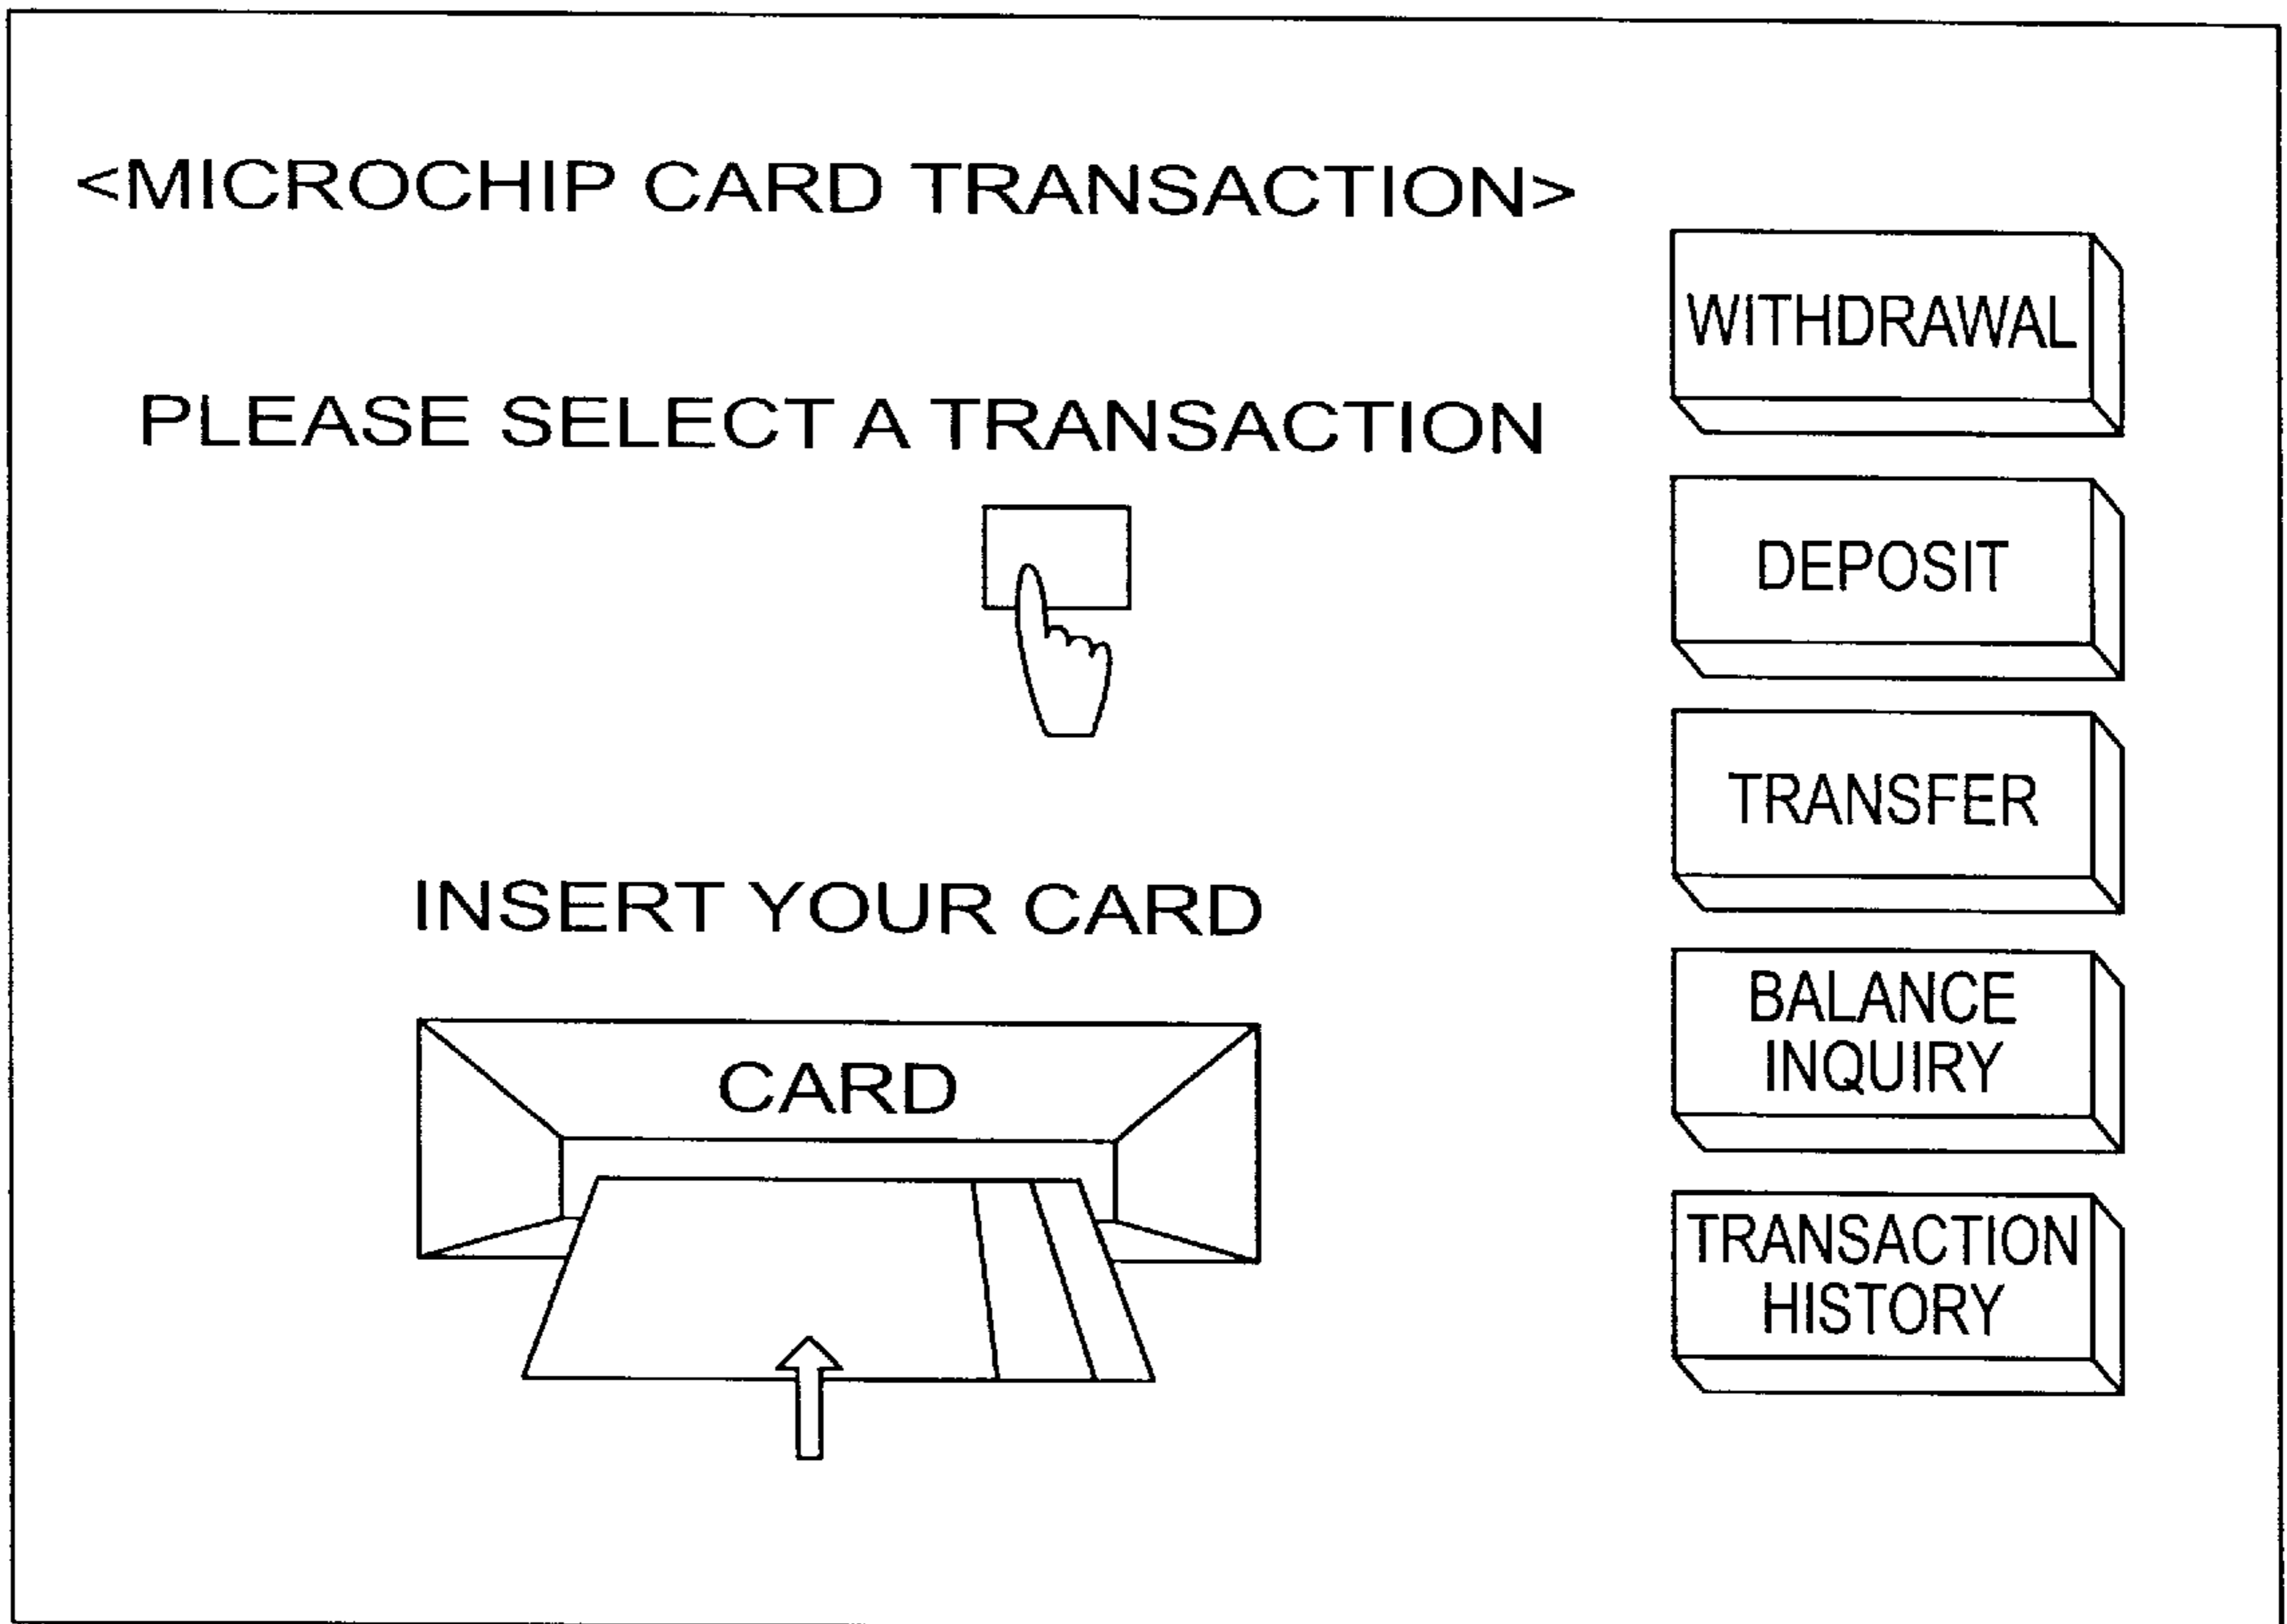 <MICROCHIP CARD TRANSACTION>
PLEASE SELECT A TRANSACTION
INSERT YOUR CARD
CARD
WITHDRAWAL
DEPOSIT
TRANSFER
BALANCE
INQUIRY
TRANSACTION
HISTORY